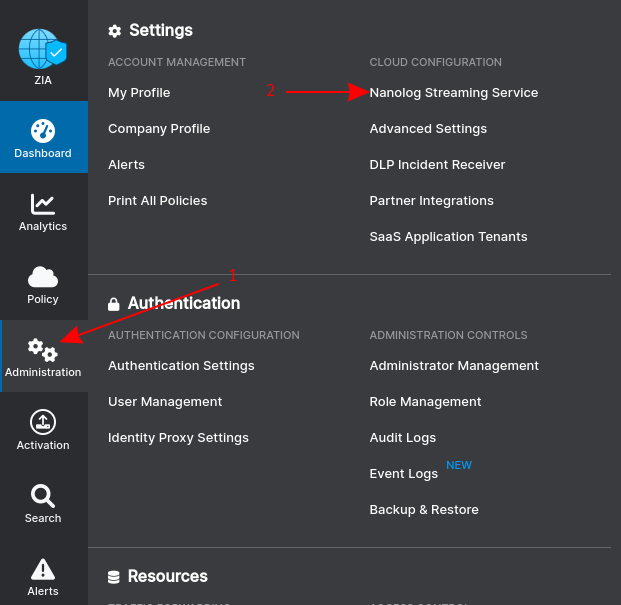 ZIA
Dashboard
Analytics
Policy
Administration
Activation
Search
Alerts
Settings
ACCOUNT MANAGEMENT
My Profile
Company Profile
Alerts
Print All Policies
CLOUD CONFIGURATION
2
Nanolog Streaming Service
Advanced Settings
DLP Incident Receiver
Partner Integrations
SaaS Application Tenants
1
Authentication
AUTHENTICATION CONFIGURATION
Authentication Settings
User Management
Identity Proxy Settings
ADMINISTRATION CONTROLS
Administrator Management
Role Management
Audit Logs
Event Logs NEW
Backup & Restore
Resources